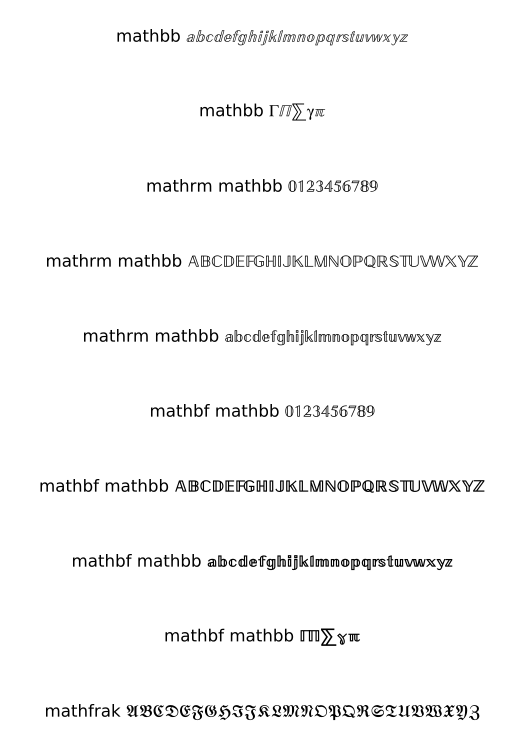 mathbb 𝕒𝕓𝕔𝕕𝕖𝕗𝕘𝕙𝕚𝕛𝕜𝕝𝕞𝕟𝕠𝕡𝕢𝕣𝕤𝕥𝕦𝕧𝕨𝕩𝕪𝕫
mathbb ℾℿ⅀ℽℼ
mathrm mathbb 𝟘𝟙𝟚𝟛𝟜𝟝𝟞𝟟𝟠𝟡
mathrm mathbb 𝔸𝔹ℂ𝔻𝔼𝔽𝔾ℍ𝕀𝕁𝕂𝕃𝕄ℕ𝕆ℙℚℝ𝕊𝕋𝕌𝕍𝕎𝕏𝕐ℤ
mathrm mathbb 𝕒𝕓𝕔𝕕𝕖𝕗𝕘𝕙𝕚𝕛𝕜𝕝𝕞𝕟𝕠𝕡𝕢𝕣𝕤𝕥𝕦𝕧𝕨𝕩𝕪𝕫
mathbf mathbb 𝟘𝟙𝟚𝟛𝟜𝟝𝟞𝟟𝟠𝟡
mathbf mathbb 𝔸𝔹ℂ𝔻𝔼𝔽𝔾ℍ𝕀𝕁𝕂𝕃𝕄ℕ𝕆ℙℚℝ𝕊𝕋𝕌𝕍𝕎𝕏𝕐ℤ
mathbf mathbb 𝕒𝕓𝕔𝕕𝕖𝕗𝕘𝕙𝕚𝕛𝕜𝕝𝕞𝕟𝕠𝕡𝕢𝕣𝕤𝕥𝕦𝕧𝕨𝕩𝕪𝕫
mathbf mathbb ℾℿ⅀ℽℼ
mathfrak 𝔄𝔅ℭ𝔇𝔈𝔉𝔊ℌℑ𝔍𝔎𝔏𝔐𝔑𝔒𝔓𝔔ℜ𝔖𝔗𝔘𝔙𝔚𝔛𝔜ℨ